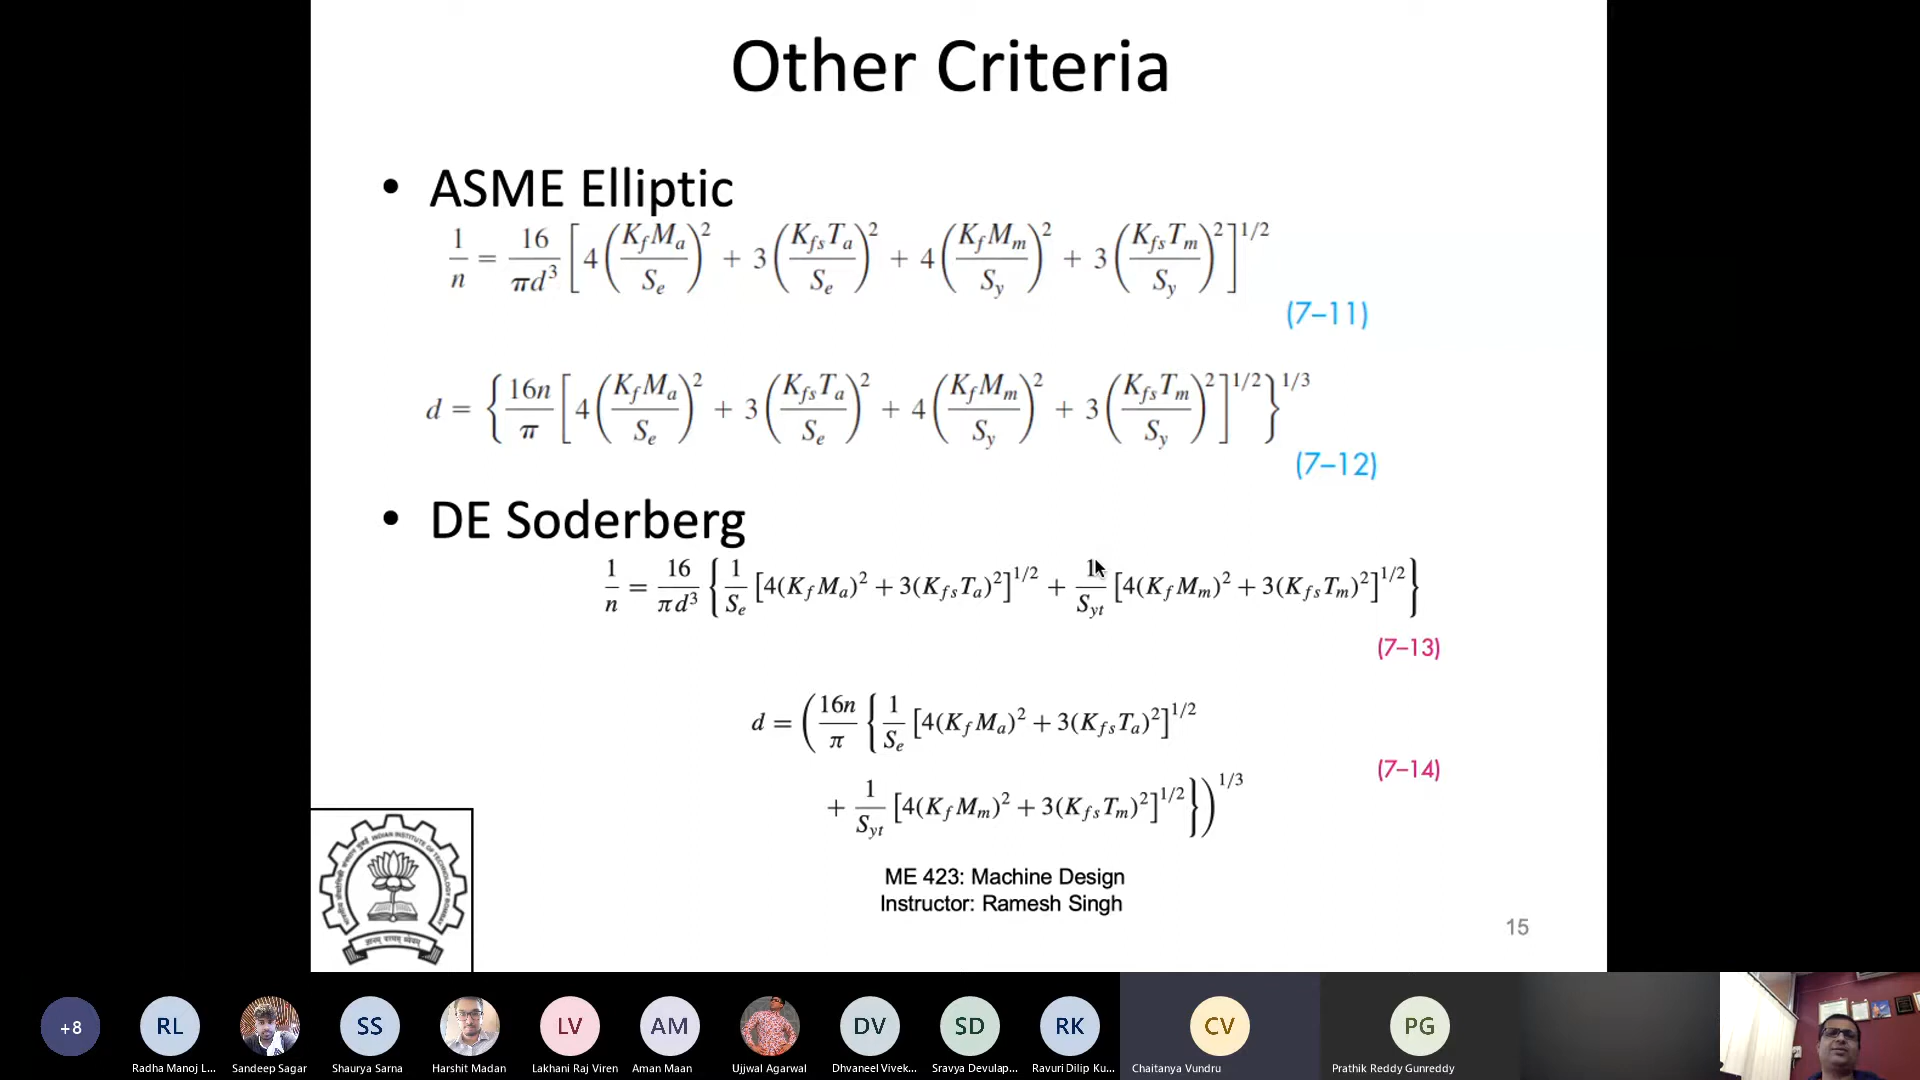 Other Criteria
• ASME Elliptic
1/n = 16/πd³ [4(K_f M_a/S_e)² + 3(K_fs T_a/S_e)² + 4(K_f M_m/S_y)² + 3(K_fs T_m/S_y)²]^1/2
(7–11)
d = {16n/π [4(K_f M_a/S_e)² + 3(K_fs T_a/S_e)² + 4(K_f M_m/S_y)² + 3(K_fs T_m/S_y)²]^1/2}^1/3
(7–12)
• DE Soderberg
1/n = 16/πd³ {1/S_e [4(K_f M_a)² + 3(K_fs T_a)²]^1/2 + 1/S_yt [4(K_f M_m)² + 3(K_fs T_m)²]^1/2}
(7–13)
d = (16n/π {1/S_e [4(K_f M_a)² + 3(K_fs T_a)²]^1/2
(7–14)
+ 1/S_yt [4(K_f M_m)² + 3(K_fs T_m)²]^1/2})^1/3
ME 423: Machine Design
Instructor: Ramesh Singh
15
+8
RL
SS
LV
AM
DV
SD
RK
CV
PG
Radha Manoj L...
Sandeep Sagar
Shaurya Sarna
Harshit Madan
Lakhani Raj Viren
Aman Maan
Ujjwal Agarwal
Dhvaneel Vivek...
Sravya Devulap...
Ravuri Dilip Ku...
Chaitanya Vundru
Prathik Reddy Gunreddy